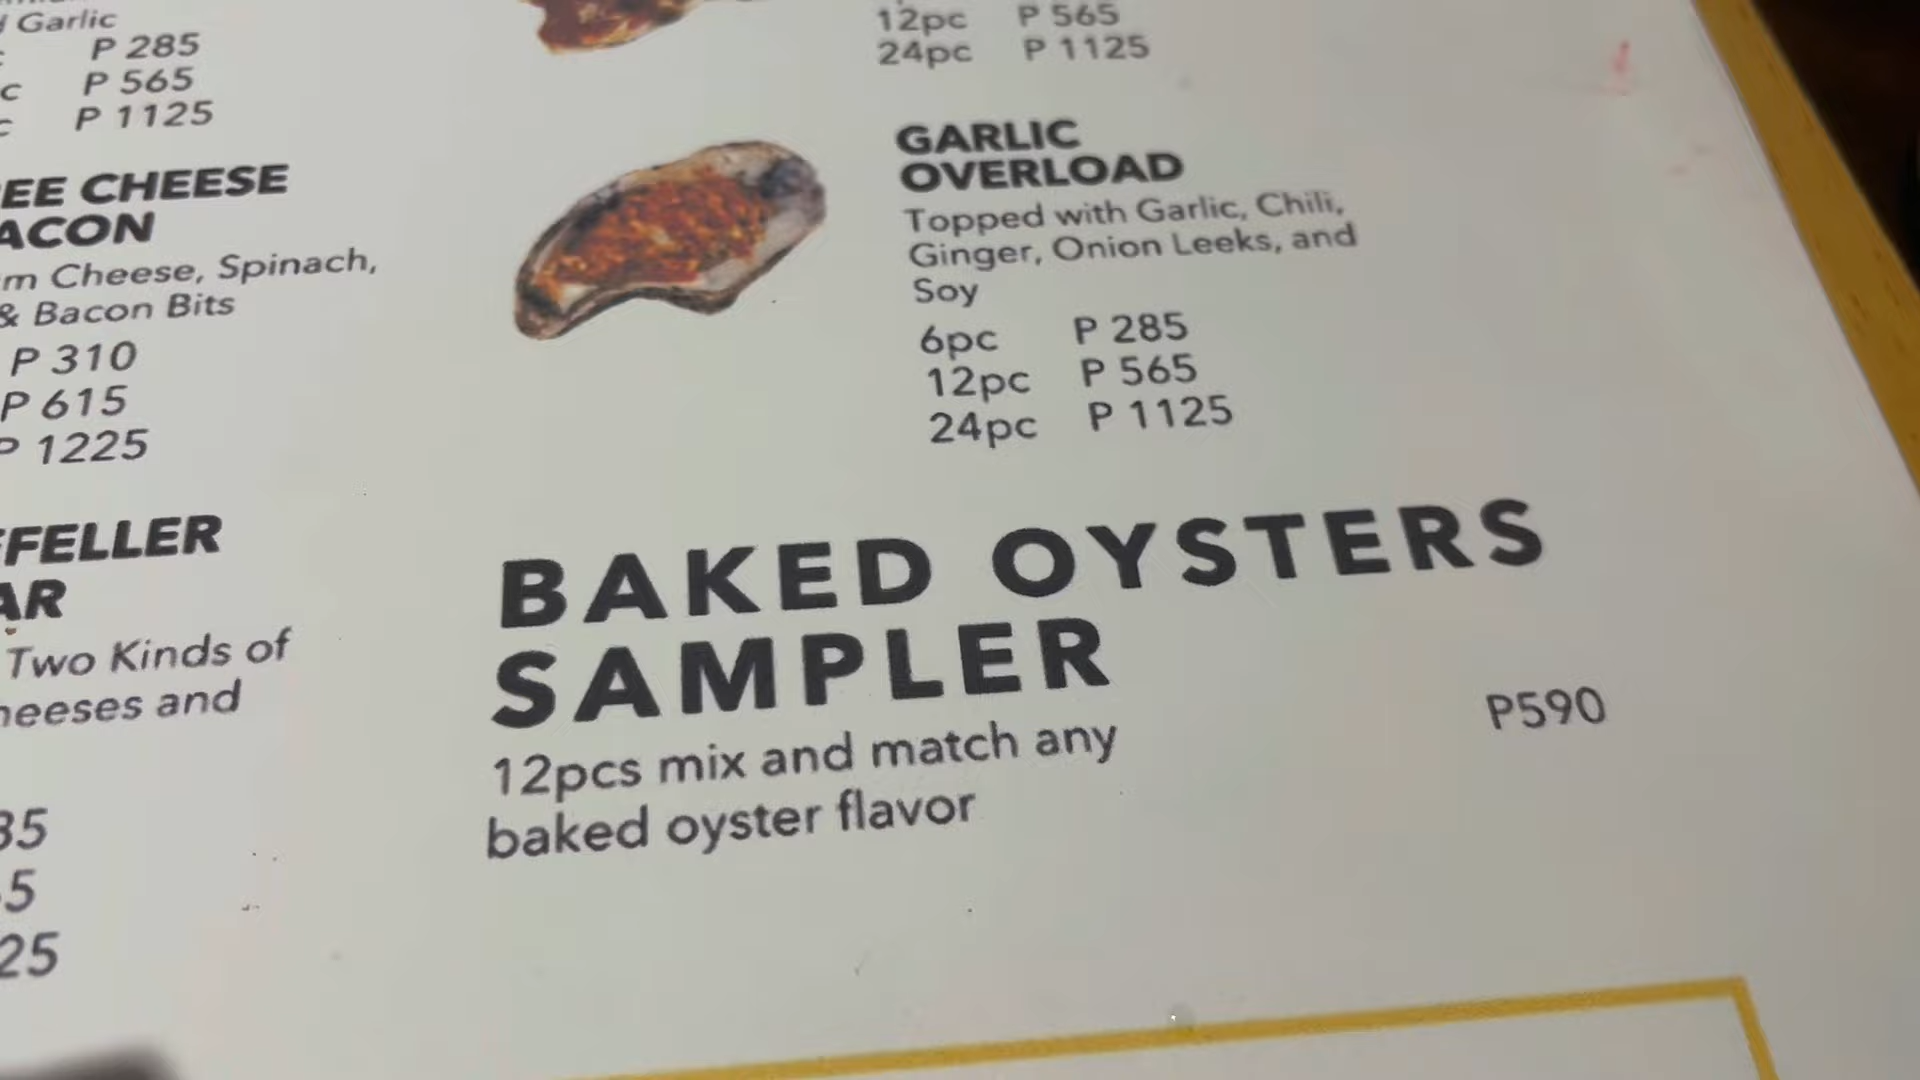 Garlic
P 285
P 565
P 1125
EE CHEESE
ACON
m Cheese, Spinach,
& Bacon Bits
P 310
P 615
P 1225
FFELLER
AR
Two Kinds of
heeses and
35
5
25
12pc P 565
24pc P 1125
GARLIC
OVERLOAD
Topped with Garlic, Chili,
Ginger, Onion Leeks, and
Soy
6pc P 285
12pc P 565
24pc P 1125
BAKED OYSTERS
SAMPLER
12pcs mix and match any
baked oyster flavor
P590